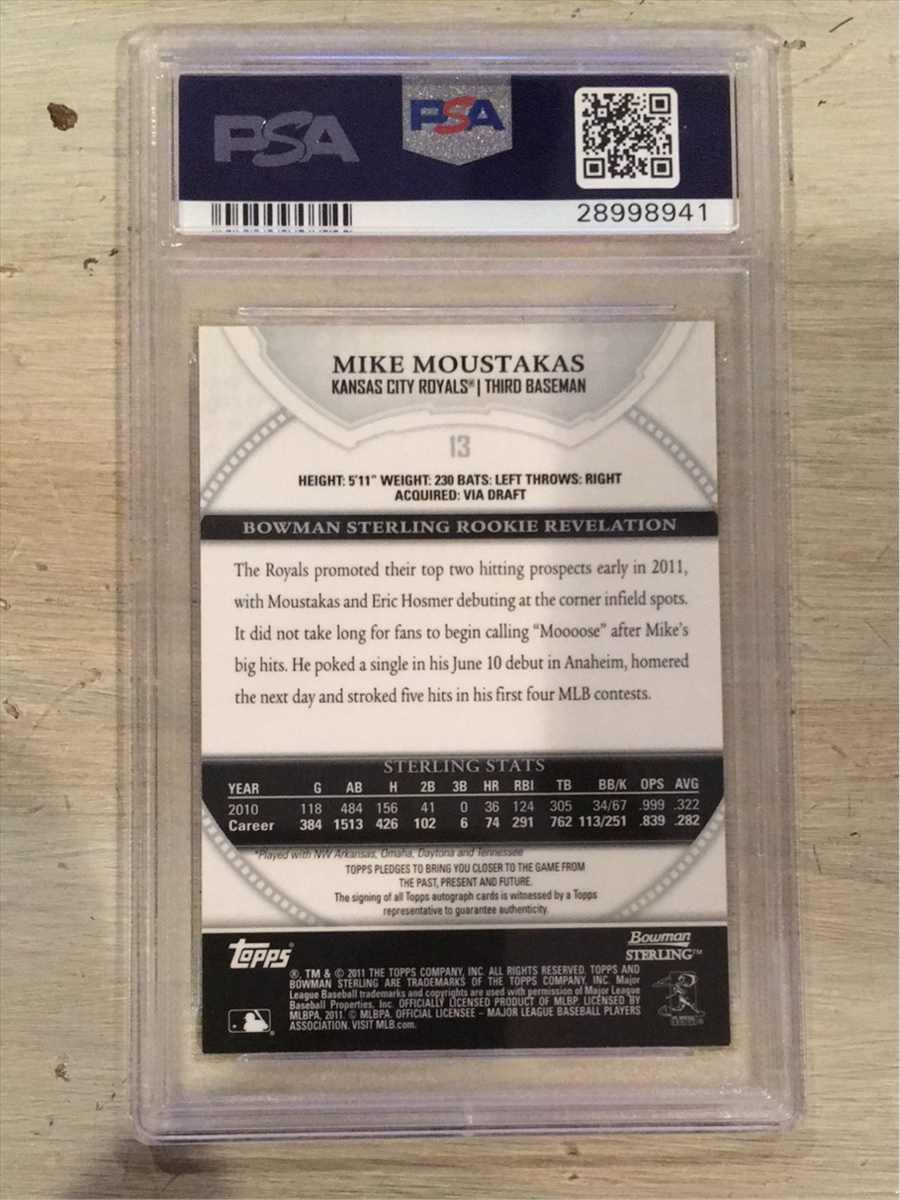 PSA
PSA
28998941
MIKE MOUSTAKAS
KANSAS CITY ROYALS® | THIRD BASEMAN
13
HEIGHT: 5'11" WEIGHT: 230 BATS: LEFT THROWS: RIGHT
ACQUIRED: VIA DRAFT
BOWMAN STERLING ROOKIE REVELATION
The Royals promoted their top two hitting prospects early in 2011,
with Moustakas and Eric Hosmer debuting at the corner infield spots.
It did not take long for fans to begin calling “Moooose” after Mike’s
big hits. He poked a single in his June 10 debut in Anaheim, homered
the next day and stroked five hits in his first four MLB contests.
STERLING STATS
YEAR G AB H 2B 3B HR RBI TB BB/K OPS AVG
2010 118 484 156 41 0 36 124 305 34/67 .999 .322
Career 384 1513 426 102 6 74 291 762 113/251 .839 .282
*Played with NW Arkansas, Omaha, Daytona and Tennessee
TOPPS PLEDGES TO BRING YOU CLOSER TO THE GAME FROM
THE PAST, PRESENT AND FUTURE.
The signing of all Topps autograph cards is witnessed by a Topps
representative to guarantee authenticity.
Topps®
Bowman
STERLING™
®, TM & © 2011 THE TOPPS COMPANY, INC. ALL RIGHTS RESERVED. TOPPS AND
BOWMAN STERLING ARE TRADEMARKS OF THE TOPPS COMPANY, INC. Major
League Baseball trademarks and copyrights are used with permission of Major League
Baseball Properties, Inc. OFFICIALLY LICENSED PRODUCT OF MLBP. LICENSED BY
MLBPA, 2011. © MLBPA. OFFICIAL LICENSEE – MAJOR LEAGUE BASEBALL PLAYERS
ASSOCIATION. VISIT MLB.com.